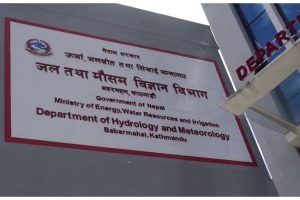 नेपाल सरकार
ऊर्जा, जलस्रोत तथा सिंचाई मन्त्रालय
जल तथा मौसम विज्ञान विभाग
बबरमहल, काठमाडौं
Government of Nepal
Ministry of Energy, Water Resources and Irrigation
Department of Hydrology and Meteorology
Babarmahal, Kathmandu
DEPARTM